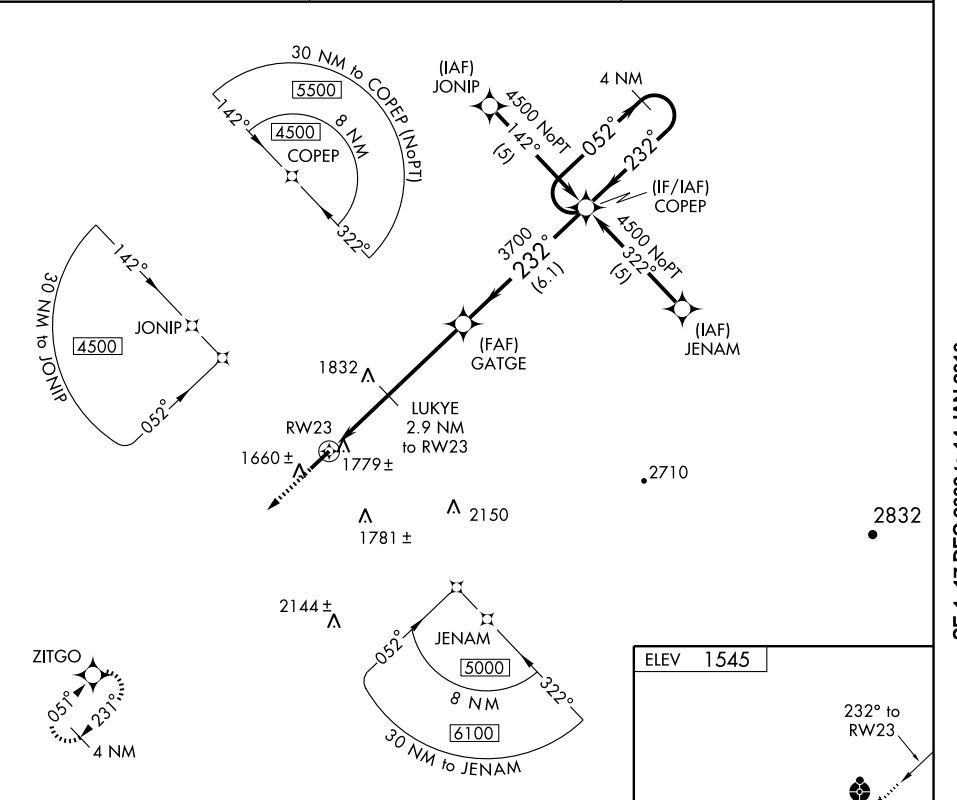 30 NM to COPEP (NoPT)
5500
142°
4500
8 NM
COPEP
322°
(IAF)
JONIP
4500 NoPT
142°
(5)
4 NM
052°
232°
(IF/IAF)
COPEP
4500 NoPT
322°
(5)
(IAF)
JENAM
3700
232°
(6.1)
(FAF)
GATGE
142°
30 NM to JONIP
JONIP
4500
052°
1832
LUKYE
2.9 NM
to RW23
RW23
1660 ±
1779 ±
2710
2150
1781 ±
2832
2144 ±
052°
JENAM
5000
322°
8 NM
6100
30 NM to JENAM
ZITGO
051°
231°
4 NM
ELEV 1545
232° to
RW23